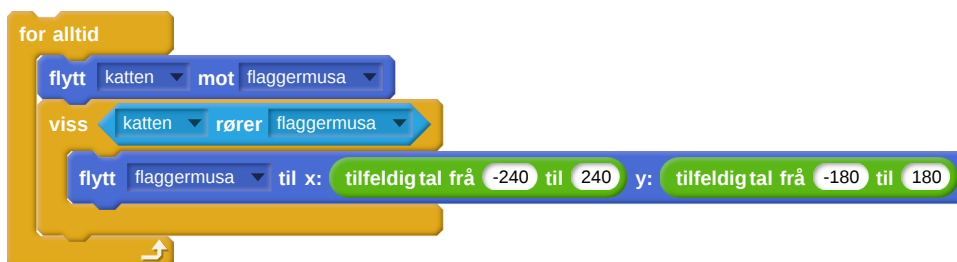 for alltid
flytt katten mot flaggermusa
viss katten rører flaggermusa
flytt flaggermusa til x: tilfeldig tal frå -240 til 240 y: tilfeldig tal frå -180 til 180